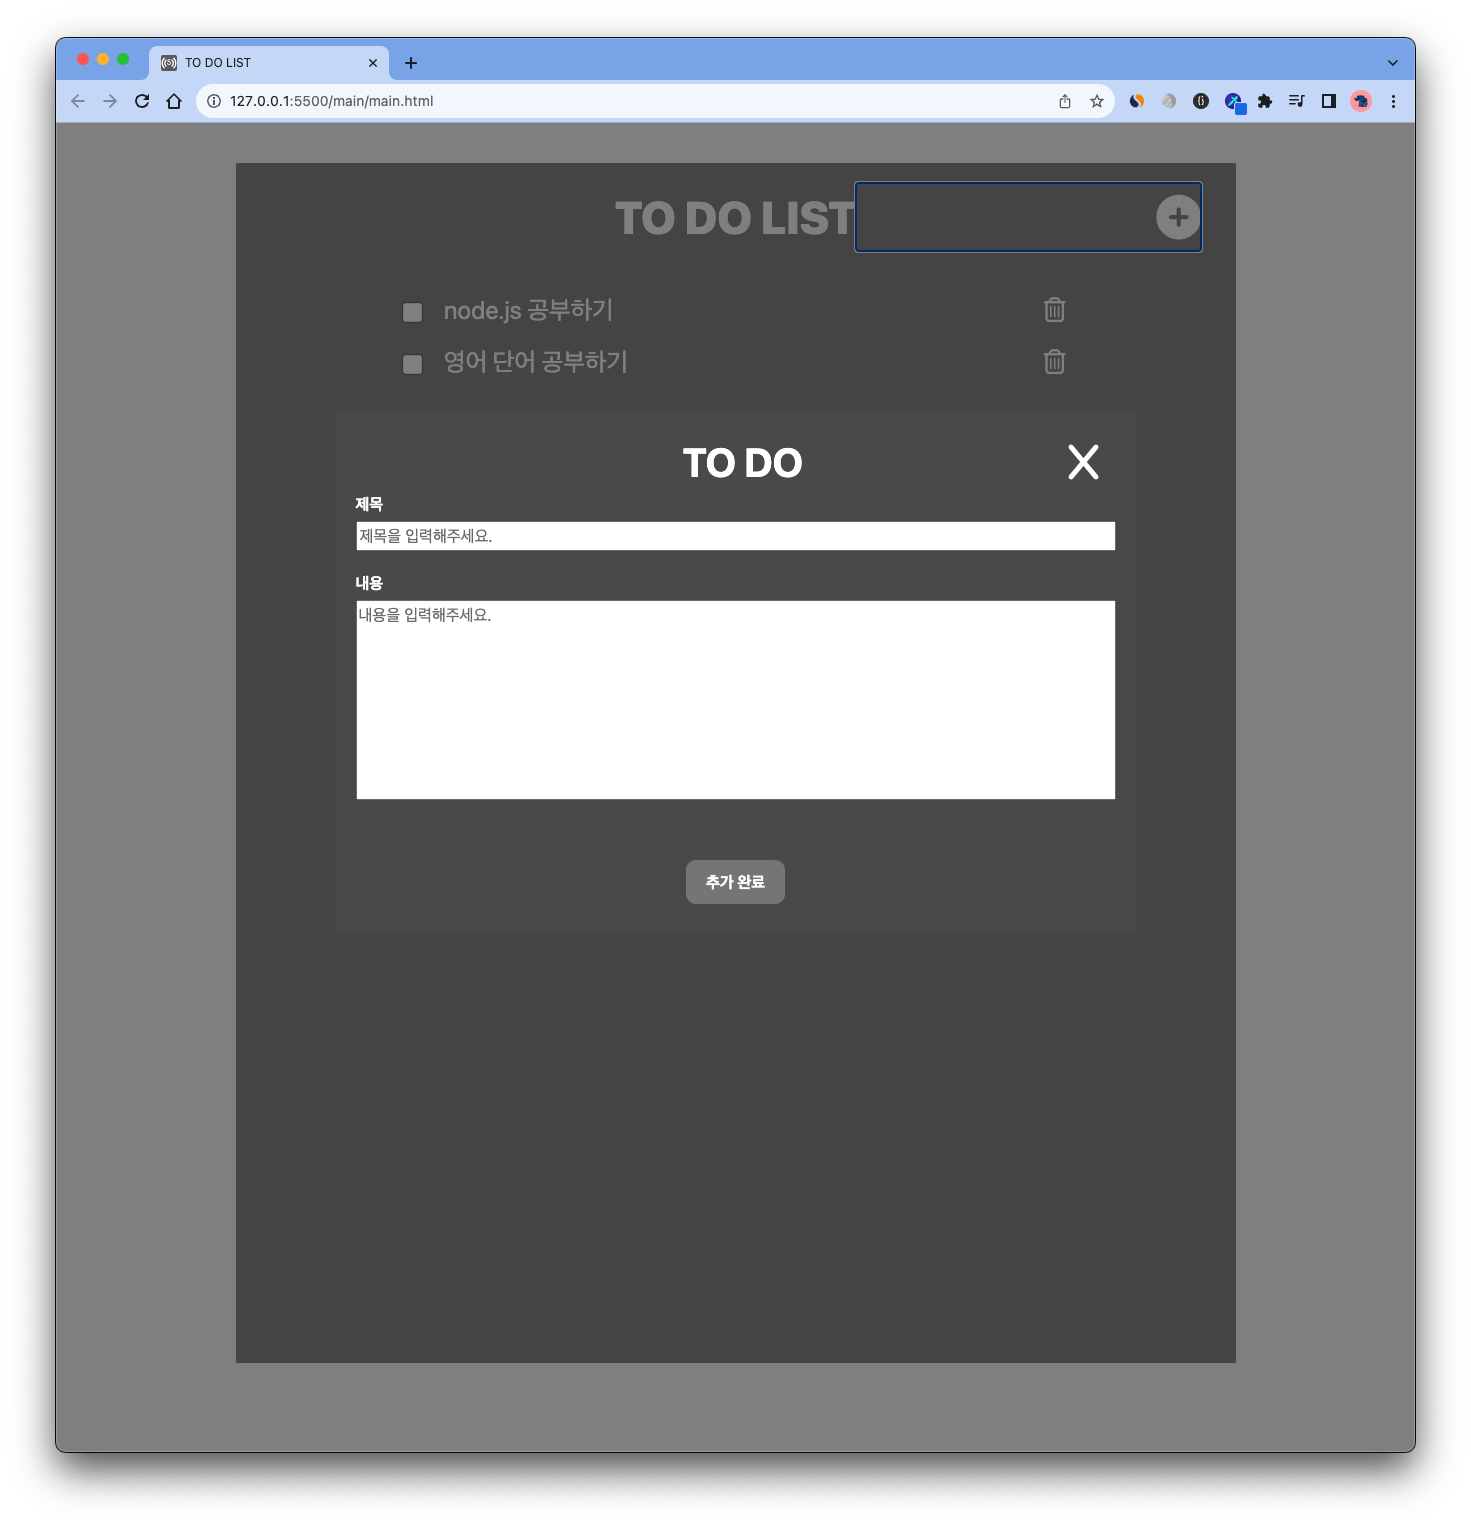 TO DO LIST
127.0.0.1:5500/main/main.html
TO DO LIST
node.js 공부하기
영어 단어 공부하기
TO DO
제목
제목을 입력해주세요.
내용
내용을 입력해주세요.
추가 완료